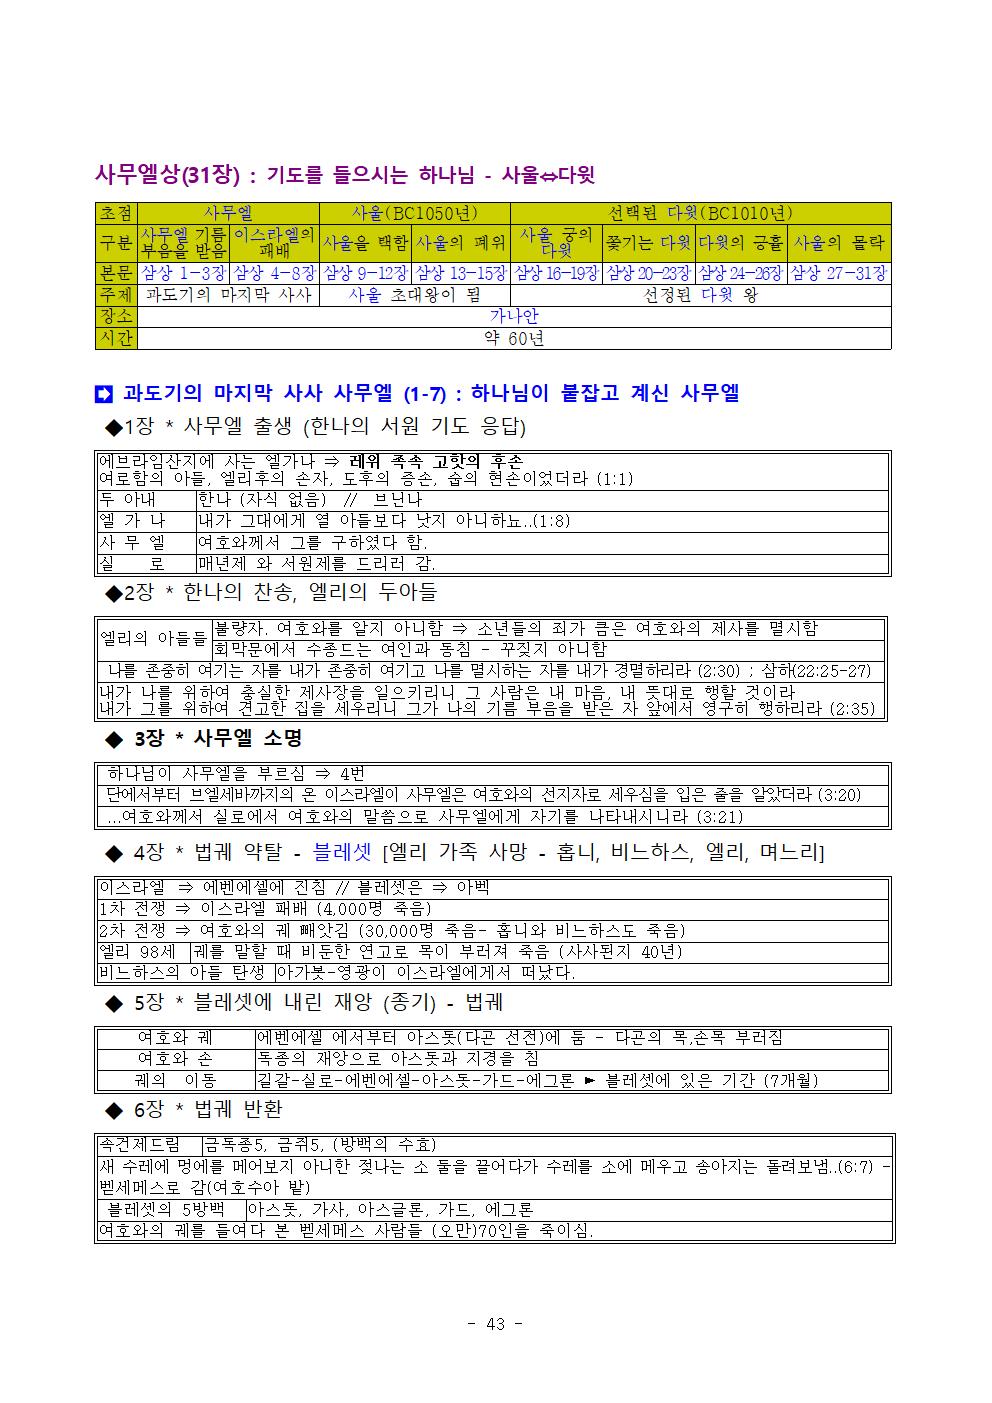 사무엘상(31장) : 기도를 들으시는 하나님 - 사울⇔다윗
초점 사무엘 사울(BC1050년) 선택된 다윗(BC1010년)
구분 사무엘 기름 부음을 받음 이스라엘의 패배 사울을 택함 사울의 폐위 사울 궁의 다윗 쫓기는 다윗 다윗의 긍휼 사울의 몰락
본문 삼상 1-3장 삼상 4-8장 삼상 9-12장 삼상 13-15장 삼상 16-19장 삼상 20-23장 삼상 24-26장 삼상 27-31장
주제 과도기의 마지막 사사 사울 초대왕이 됨 선정된 다윗 왕
장소 가나안
시간 약 60년
➡ 과도기의 마지막 사사 사무엘 (1-7) : 하나님이 붙잡고 계신 사무엘
◆1장 * 사무엘 출생 (한나의 서원 기도 응답)
에브라임산지에 사는 엘가나 ⇒ 레위 족속 고핫의 후손
여로함의 아들, 엘리후의 손자, 도후의 증손, 숩의 현손이었더라 (1:1)
두 아내 한나 (자식 없음) // 브닌나
엘 가 나 내가 그대에게 열 아들보다 낫지 아니하뇨..(1:8)
사 무 엘 여호와께서 그를 구하였다 함.
실 로 매년제 와 서원제를 드리러 감.
◆2장 * 한나의 찬송, 엘리의 두아들
엘리의 아들들 불량자. 여호와를 알지 아니함 ⇒ 소년들의 죄가 큼은 여호와의 제사를 멸시함
회막문에서 수종드는 여인과 동침 - 꾸짖지 아니함
나를 존중히 여기는 자를 내가 존중히 여기고 나를 멸시하는 자를 내가 경멸하리라 (2:30) ; 삼하(22:25-27)
내가 나를 위하여 충실한 제사장을 일으키리니 그 사람은 내 마음, 내 뜻대로 행할 것이라
내가 그를 위하여 견고한 집을 세우리니 그가 나의 기름 부음을 받은 자 앞에서 영구히 행하리라 (2:35)
◆ 3장 * 사무엘 소명
하나님이 사무엘을 부르심 ⇒ 4번
단에서부터 브엘세바까지의 온 이스라엘이 사무엘은 여호와의 선지자로 세우심을 입은 줄을 알았더라 (3:20)
...여호와께서 실로에서 여호와의 말씀으로 사무엘에게 자기를 나타내시니라 (3:21)
◆ 4장 * 법궤 약탈 - 블레셋 [엘리 가족 사망 - 홉니, 비느하스, 엘리, 며느리]
이스라엘 ⇒ 에벤에셀에 진침 // 블레셋은 ⇒ 아벡
1차 전쟁 ⇒ 이스라엘 패배 (4,000명 죽음)
2차 전쟁 ⇒ 여호와의 궤 빼앗김 (30,000명 죽음- 홉니와 비느하스도 죽음)
엘리 98세 궤를 말할 때 비둔한 연고로 목이 부러져 죽음 (사사된지 40년)
비느하스의 아들 탄생 이가봇-영광이 이스라엘에게서 떠났다.
◆ 5장 * 블레셋에 내린 재앙 (종기) - 법궤
여호와 궤 에벤에셀 에서부터 아스돗(다곤 선전)에 둠 - 다곤의 목,손목 부러짐
여호와 손 독종의 재앙으로 아스돗과 지경을 침
궤의 이동 길갈-실로-에벤에셀-아스돗-가드-에그론 ► 블레셋에 있은 기간 (7개월)
◆ 6장 * 법궤 반환
속건제드림 금독종5, 금쥐5, (방백의 수효)
새 수레에 멍에를 메어보지 아니한 젖나는 소 둘을 끌어다가 수레를 소에 메우고 송아지는 돌려보냄..(6:7) -
벧세메스로 감(여호수아 밭)
블레셋의 5방백 아스돗, 가사, 아스글론, 가드, 에그론
여호와의 궤를 들여다 본 벧세메스 사람들 (오만)70인을 죽이심.
- 43 -